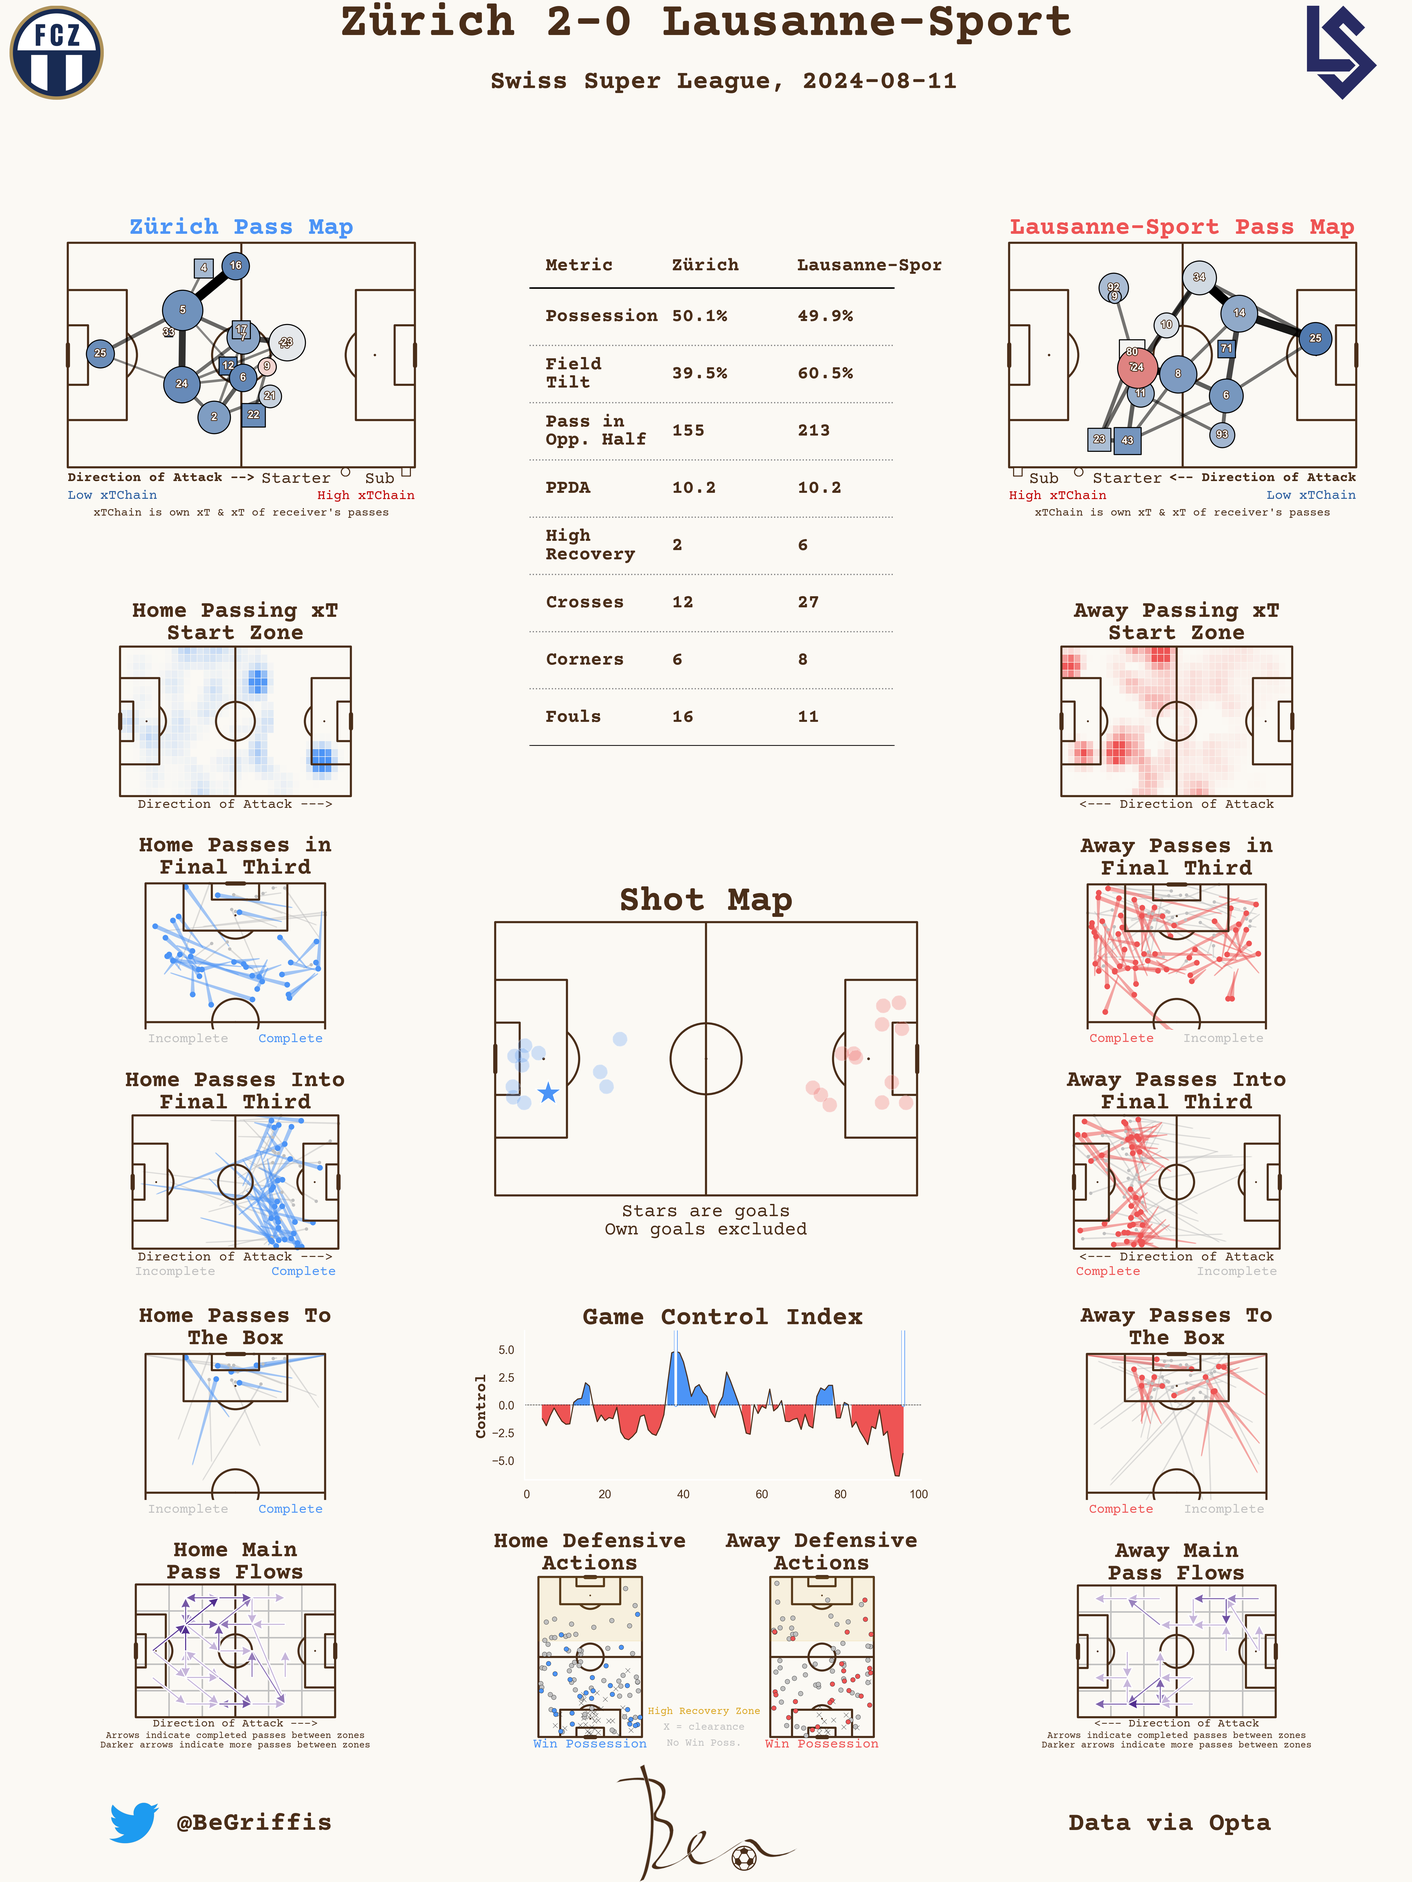 Zürich 2-0 Lausanne-Sport
FCZ
LS
Swiss Super League, 2024-08-11
Zürich Pass Map
4
16
5
33
17
7
23
25
12
9
24
6
21
2
22
Direction of Attack --> Starter Sub
Low xTChain High xTChain
xTChain is own xT & xT of receiver's passes
Metric Zürich Lausanne-Spor
Possession 50.1% 49.9%
Field
Tilt 39.5% 60.5%
Pass in
Opp. Half 155 213
PPDA 10.2 10.2
High
Recovery 2 6
Crosses 12 27
Corners 6 8
Fouls 16 11
Lausanne-Sport Pass Map
92
9
34
10
14
25
80
71
24
8
11
6
23
43
93
Sub Starter <-- Direction of Attack
High xTChain Low xTChain
xTChain is own xT & xT of receiver's passes
Home Passing xT
Start Zone
Direction of Attack --->
Away Passing xT
Start Zone
<--- Direction of Attack
Home Passes in
Final Third
Incomplete Complete
Away Passes in
Final Third
Complete Incomplete
Shot Map
Stars are goals
Own goals excluded
Home Passes Into
Final Third
Direction of Attack --->
Incomplete Complete
Away Passes Into
Final Third
<--- Direction of Attack
Complete Incomplete
Home Passes To
The Box
Incomplete Complete
Game Control Index
Control
5.0
2.5
0.0
−2.5
−5.0
0 20 40 60 80 100
Away Passes To
The Box
Complete Incomplete
Home Main
Pass Flows
Direction of Attack --->
Arrows indicate completed passes between zones
Darker arrows indicate more passes between zones
Home Defensive
Actions
Win Possession
High Recovery Zone
X = clearance
No Win Poss.
Away Defensive
Actions
Win Possession
Away Main
Pass Flows
<--- Direction of Attack
Arrows indicate completed passes between zones
Darker arrows indicate more passes between zones
@BeGriffis
Ben
Data via Opta